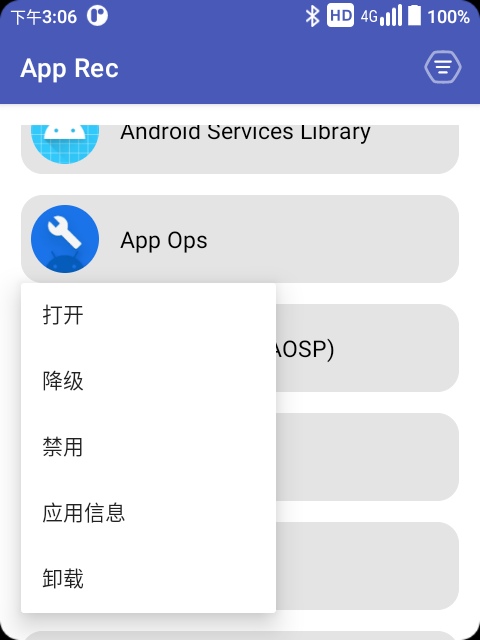 下午3:06
HD
4G
100%
App Rec
Android Services Library
App Ops
AOSP)
打开
降级
禁用
应用信息
卸载